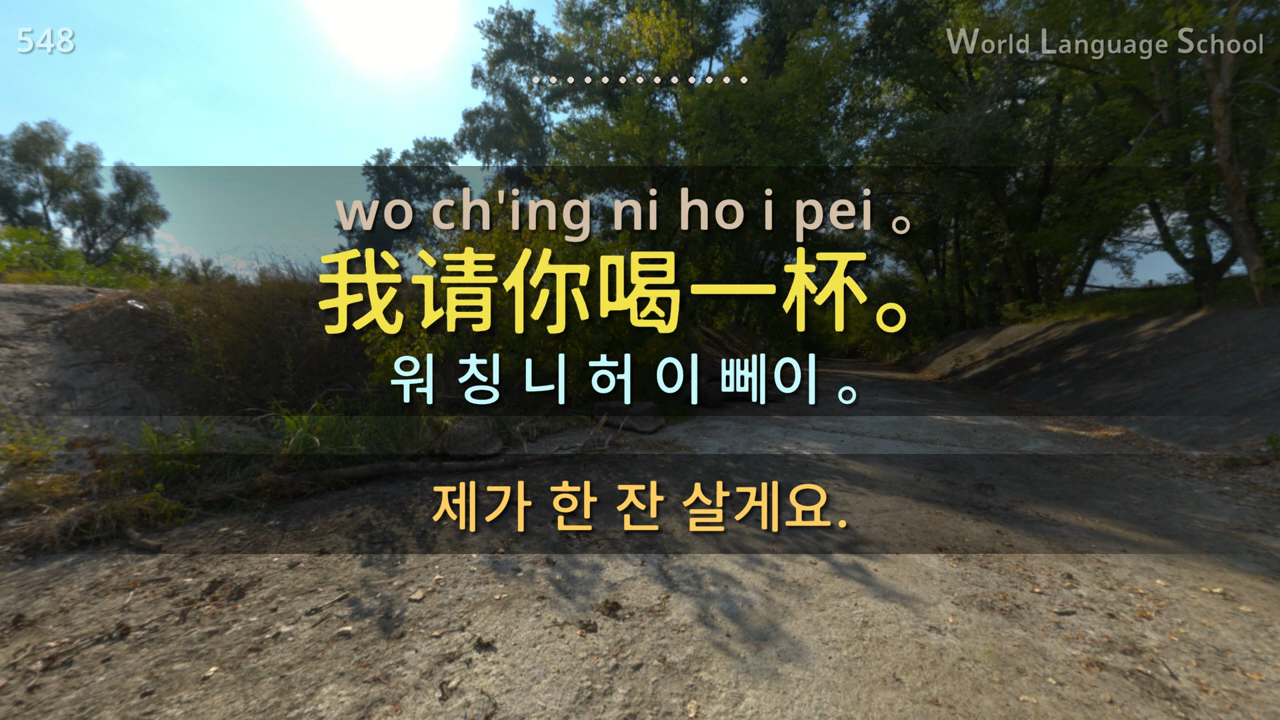 548
World Language School
wo ch'ing ni ho i pei 。
我请你喝一杯。
워 칭 니 허 이 뻬이 。
제가 한 잔 살게요.